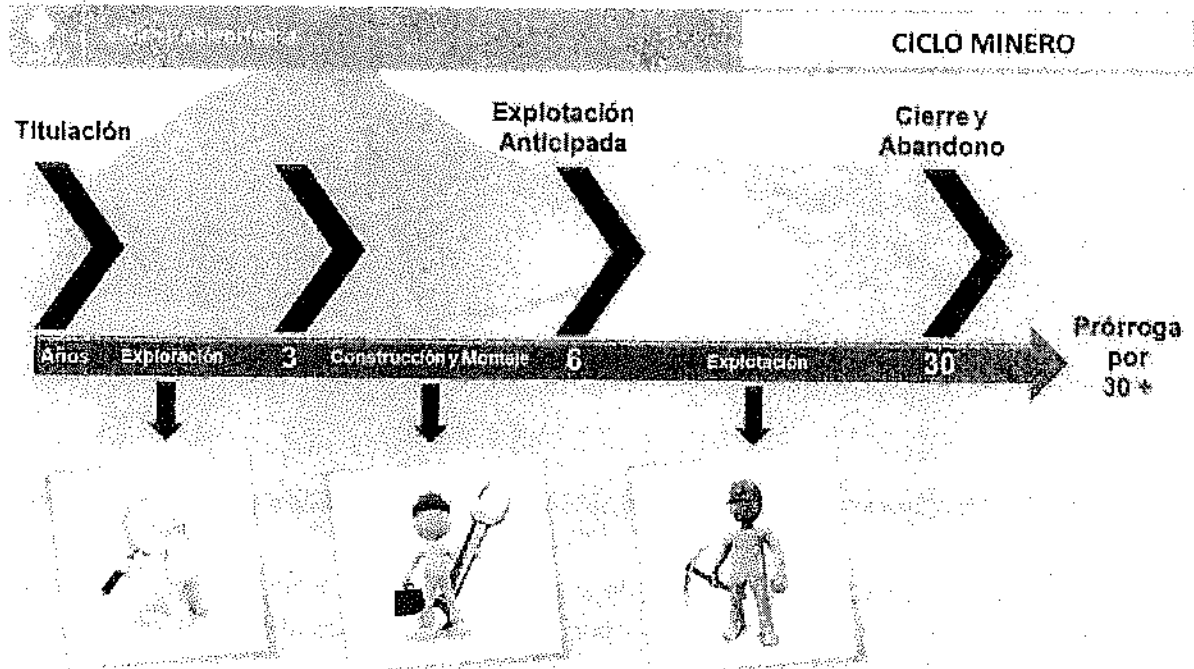 CICLO MINERO
Titulación
Explotación
Anticipada
Cierre y
Abandono
Años Exploración 3 Construcción y Montaje 6 Explotación 30
Prórroga
por
30 +